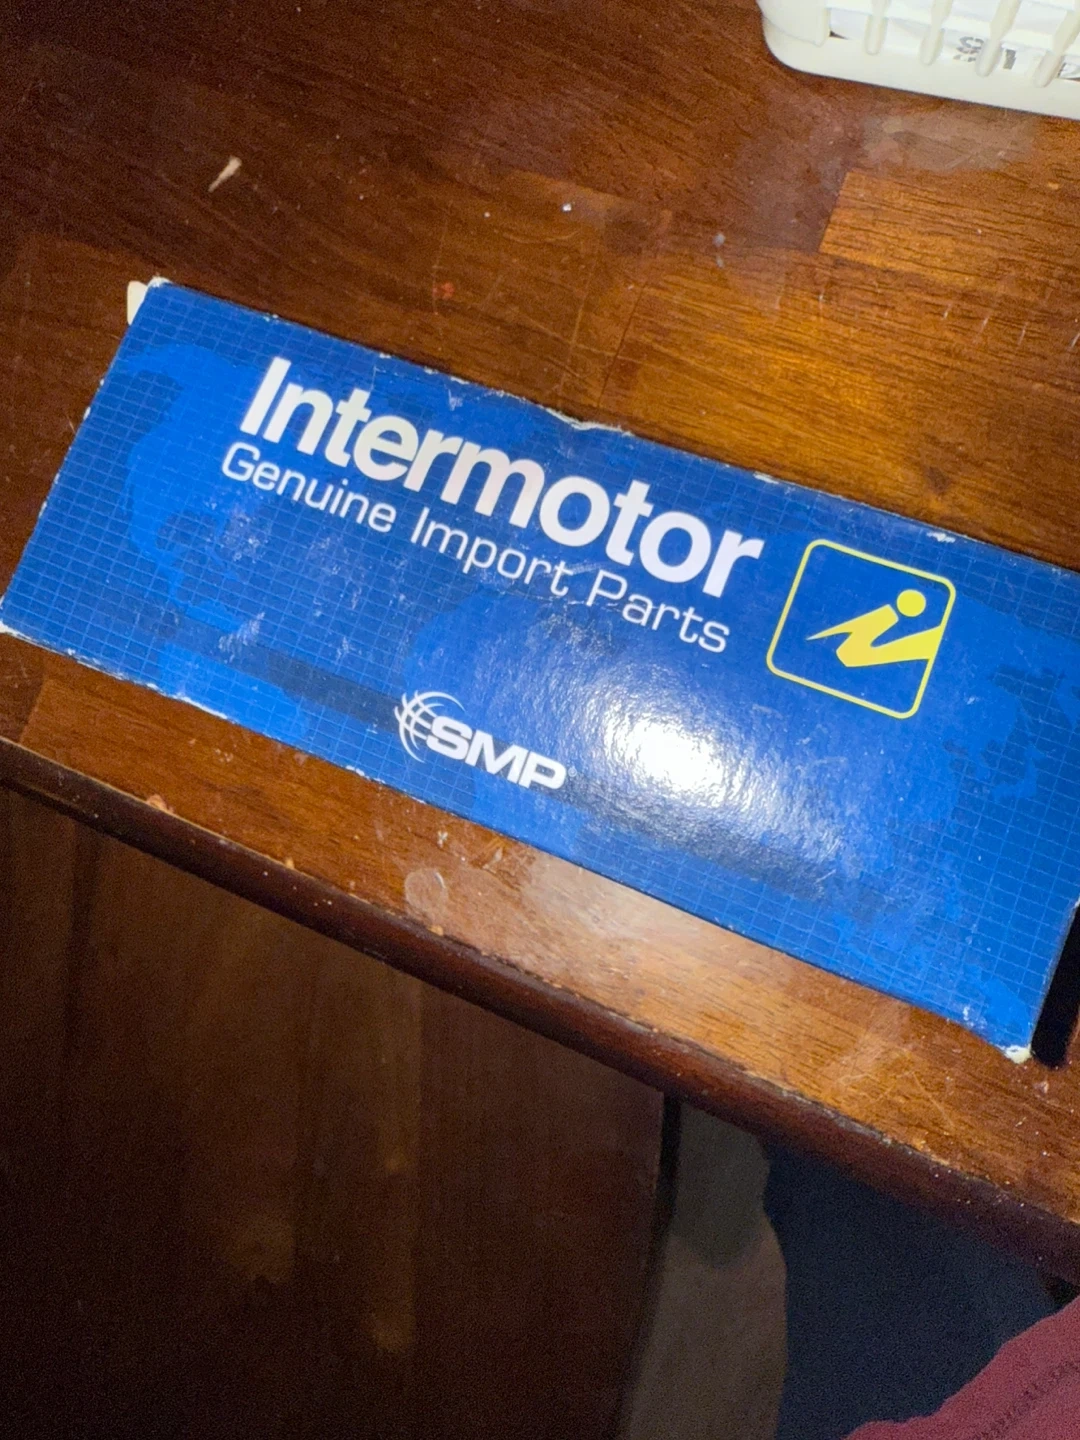 Intermotor
Genuine Import Parts
SMP